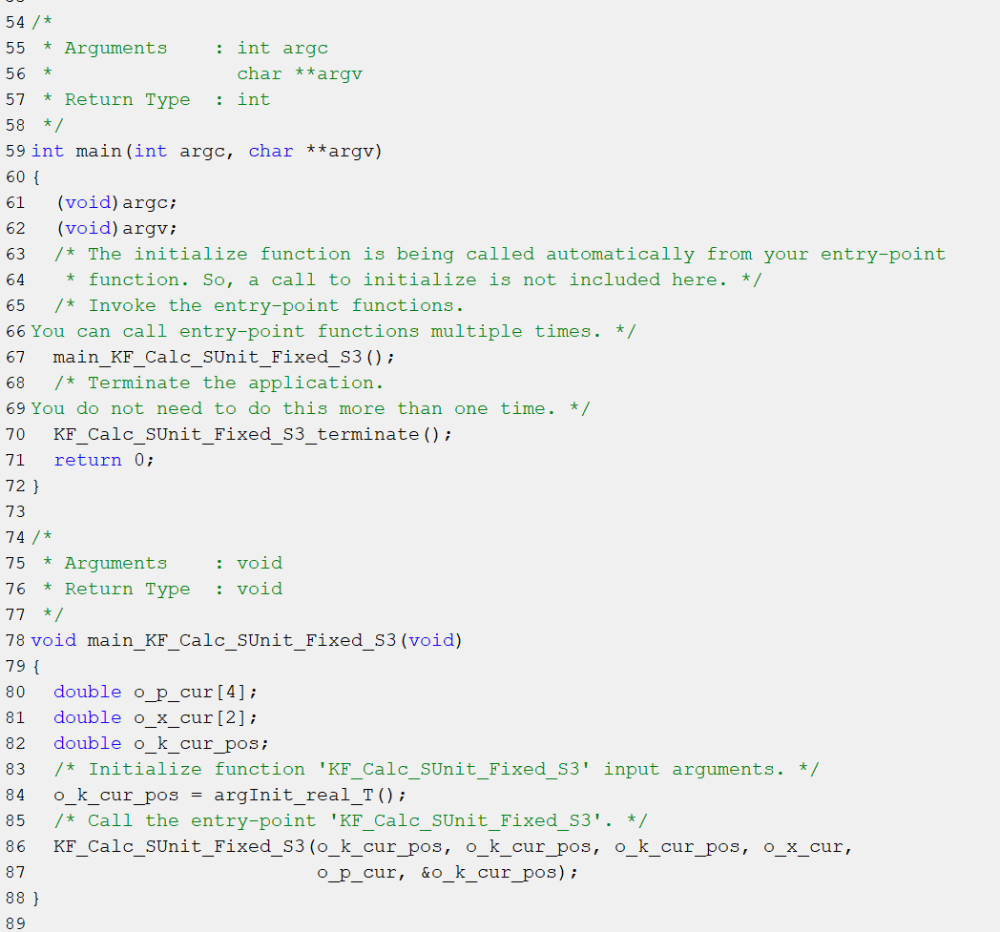 54 /*
55  * Arguments    : int argc
56  *                char **argv
57  * Return Type  : int
58  */
59 int main(int argc, char **argv)
60 {
61   (void)argc;
62   (void)argv;
63   /* The initialize function is being called automatically from your entry-point
64    * function. So, a call to initialize is not included here. */
65   /* Invoke the entry-point functions.
66 You can call entry-point functions multiple times. */
67   main_KF_Calc_SUnit_Fixed_S3();
68   /* Terminate the application.
69 You do not need to do this more than one time. */
70   KF_Calc_SUnit_Fixed_S3_terminate();
71   return 0;
72 }
73
74 /*
75  * Arguments    : void
76  * Return Type  : void
77  */
78 void main_KF_Calc_SUnit_Fixed_S3(void)
79 {
80   double o_p_cur[4];
81   double o_x_cur[2];
82   double o_k_cur_pos;
83   /* Initialize function 'KF_Calc_SUnit_Fixed_S3' input arguments. */
84   o_k_cur_pos = argInit_real_T();
85   /* Call the entry-point 'KF_Calc_SUnit_Fixed_S3'. */
86   KF_Calc_SUnit_Fixed_S3(o_k_cur_pos, o_k_cur_pos, o_k_cur_pos, o_x_cur,
87                          o_p_cur, &o_k_cur_pos);
88 }
89